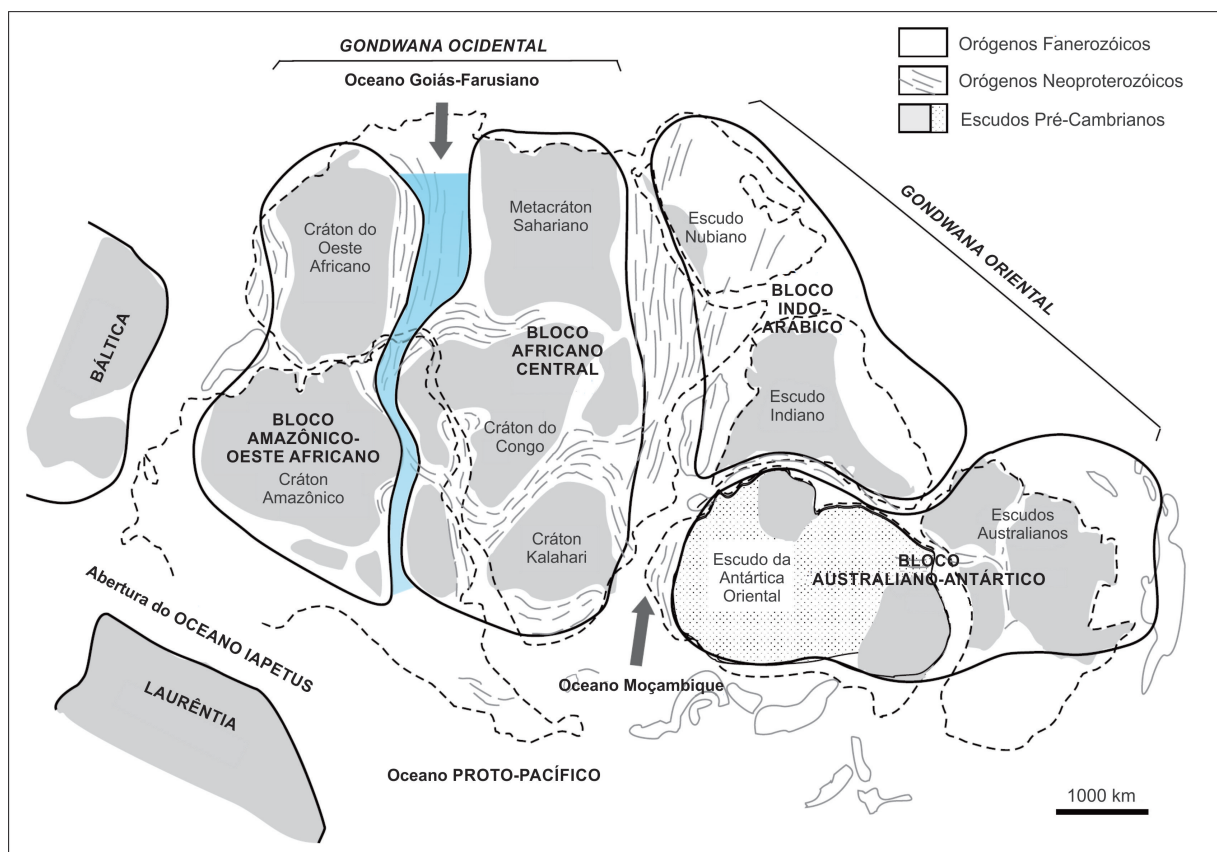 GONDWANA OCIDENTAL
Oceano Goiás-Farusiano
Orógenos Fanerozóicos
Orógenos Neoproterozóicos
Escudos Pré-Cambrianos
GONDWANA ORIENTAL
Cráton do
Oeste
Africano
Metacráton
Sahariano
Escudo
Nubiano
BLOCO
INDO-
ARÁBICO
BÁLTICA
BLOCO
AFRICANO
CENTRAL
Escudo
Indiano
BLOCO
AMAZÔNICO-
OESTE AFRICANO
Cráton
Amazônico
Cráton do
Congo
Cráton
Kalahari
Escudo da
Antártica
Oriental
Escudos
Australianos
BLOCO
AUSTRALIANO-ANTÁRTICO
Abertura do OCEANO IAPETUS
LAURÊNTIA
Oceano Moçambique
Oceano PROTO-PACÍFICO
1000 km